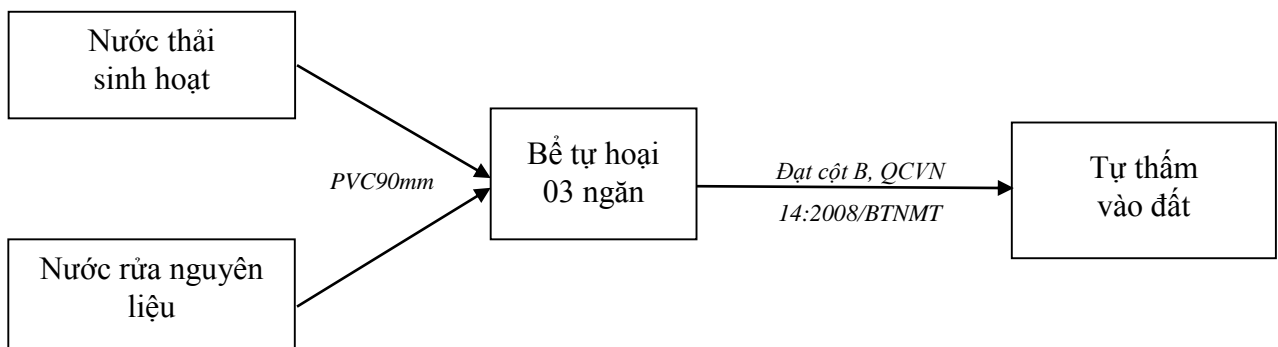 Nước thải
sinh hoạt
PVC90mm
Nước rửa nguyên
liệu
Bể tự hoại
03 ngăn
Đạt cột B, QCVN
14:2008/BTNMT
Tự thấm
vào đất